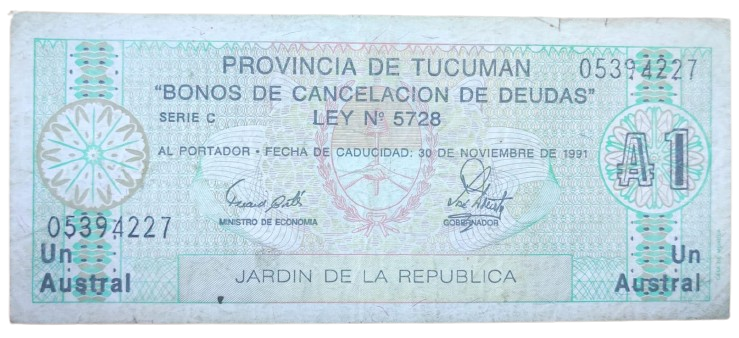 PROVINCIA DE TUCUMAN
05394227
"BONOS DE CANCELACION DE DEUDAS"
SERIE C
LEY Nº 5728
AL PORTADOR • FECHA DE CADUCIDAD: 30 DE NOVIEMBRE DE 1991
₳1
MINISTRO DE ECONOMIA
GOBERNADOR
05394227
Un
Austral
Un
Austral
JARDIN DE LA REPUBLICA